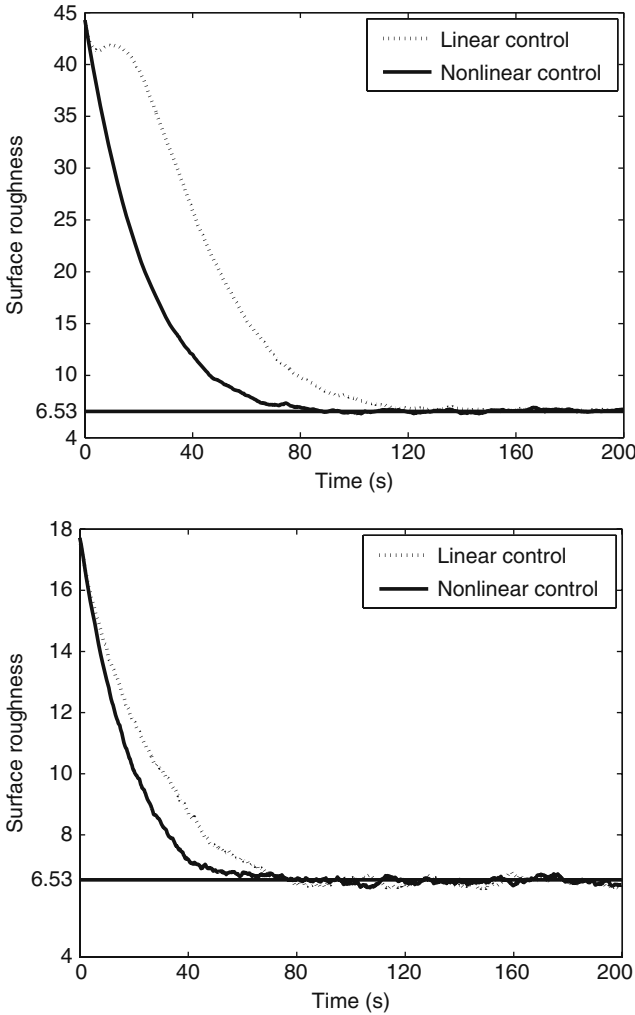 45
40
35
30
25
20
15
10
6.53
4
Surface roughness
Linear control
Nonlinear control
0 40 80 120 160 200
Time (s)
18
16
14
12
10
8
6.53
4
Surface roughness
Linear control
Nonlinear control
0 40 80 120 160 200
Time (s)